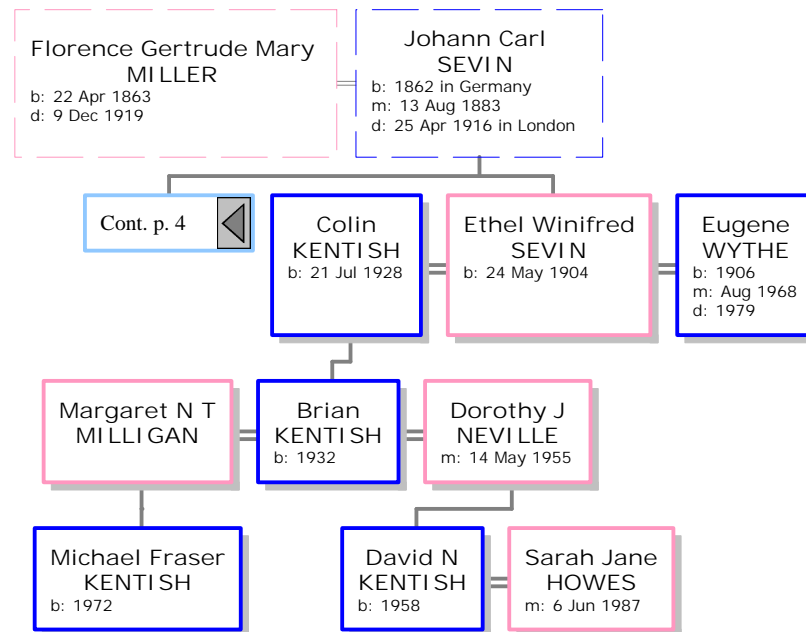 Florence Gertrude Mary
MILLER
b: 22 Apr 1863
d: 9 Dec 1919
Johann Carl
SEVIN
b: 1862 in Germany
m: 13 Aug 1883
d: 25 Apr 1916 in London
Cont. p. 4
Colin
KENTISH
b: 21 Jul 1928
Ethel Winifred
SEVIN
b: 24 May 1904
Eugene
WYTHE
b: 1906
m: Aug 1968
d: 1979
Margaret N T
MILLIGAN
Brian
KENTISH
b: 1932
Dorothy J
NEVILLE
m: 14 May 1955
Michael Fraser
KENTISH
b: 1972
David N
KENTISH
b: 1958
Sarah Jane
HOWES
m: 6 Jun 1987